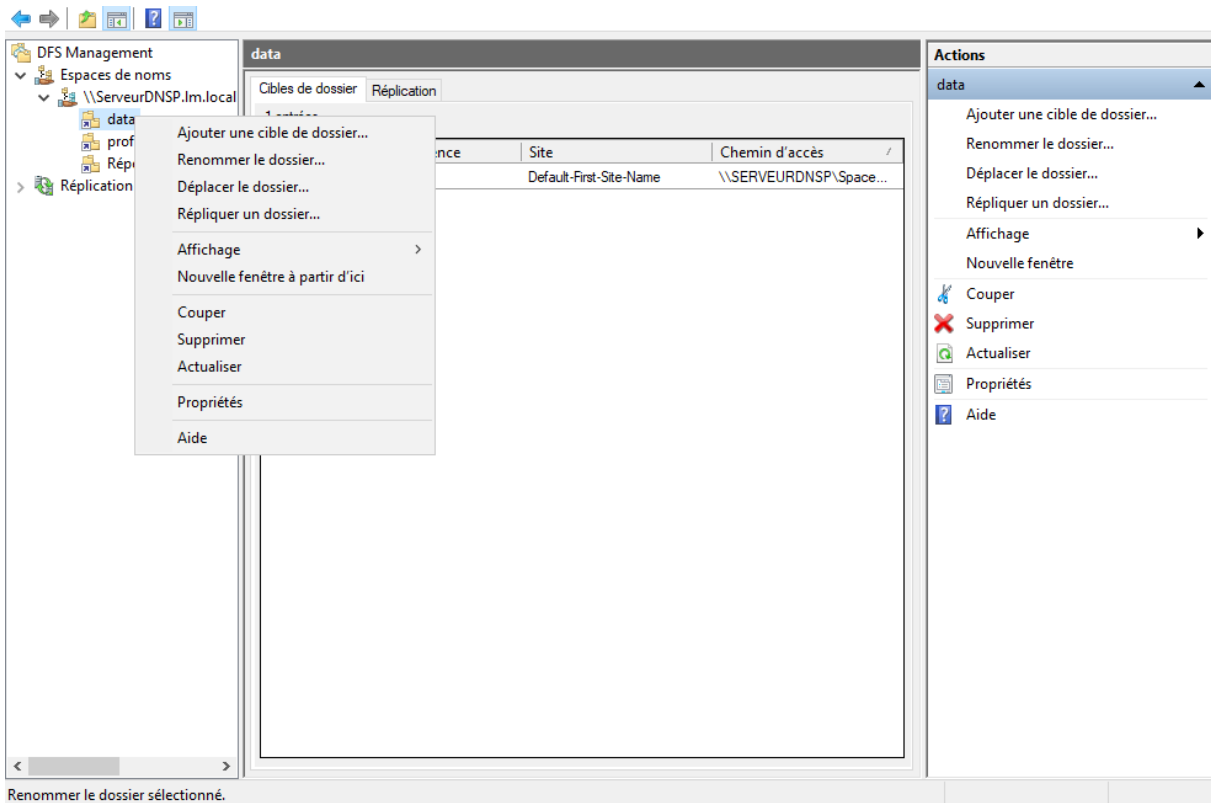 DFS Management
Espaces de noms
\\ServeurDNSP.lm.local
data
prof
Répe
Réplication
data
Cibles de dossier
Réplication
1 entrées
ence
Site
Chemin d'accès
Default-First-Site-Name
\\SERVEURDNSP\Space...
Ajouter une cible de dossier...
Renommer le dossier...
Déplacer le dossier...
Répliquer un dossier...
Affichage
Nouvelle fenêtre à partir d'ici
Couper
Supprimer
Actualiser
Propriétés
Aide
Actions
data
Ajouter une cible de dossier...
Renommer le dossier...
Déplacer le dossier...
Répliquer un dossier...
Affichage
Nouvelle fenêtre
Couper
Supprimer
Actualiser
Propriétés
Aide
Renommer le dossier sélectionné.